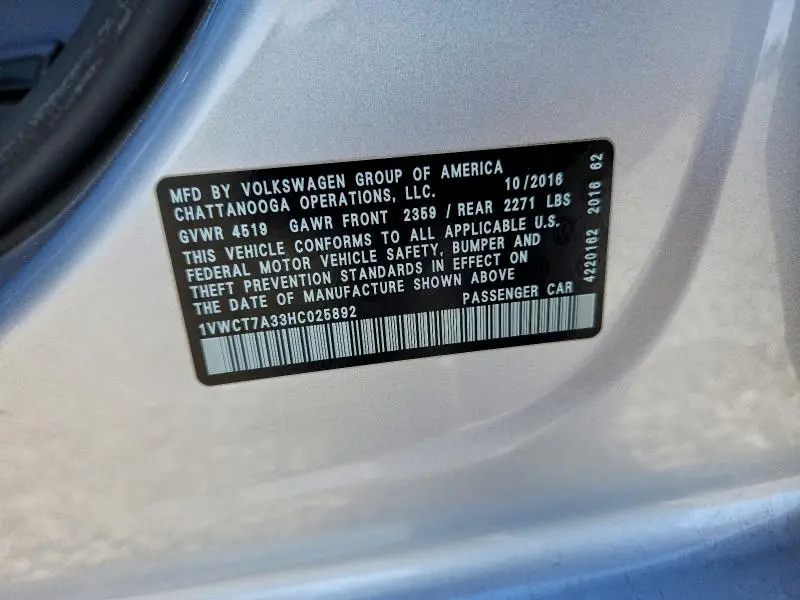 MFD BY VOLKSWAGEN GROUP OF AMERICA
CHATTANOOGA OPERATIONS, LLC. 10/2016
GVWR 4519 GAWR FRONT 2359 / REAR 2271 LBS
THIS VEHICLE CONFORMS TO ALL APPLICABLE U.S.
FEDERAL MOTOR VEHICLE SAFETY, BUMPER AND
THEFT PREVENTION STANDARDS IN EFFECT ON
THE DATE OF MANUFACTURE SHOWN ABOVE
1VWCT7A33HC025892 PASSENGER CAR
4220162 2016 62